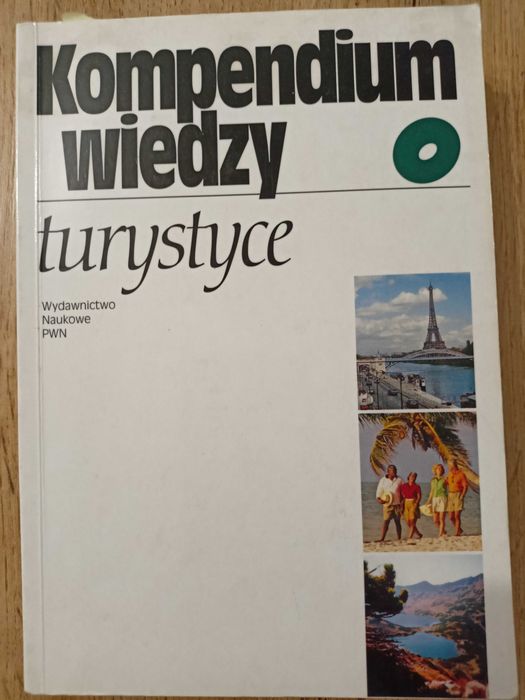 Kompendium
wiedzy o
turystyce
Wydawnictwo
Naukowe
PWN